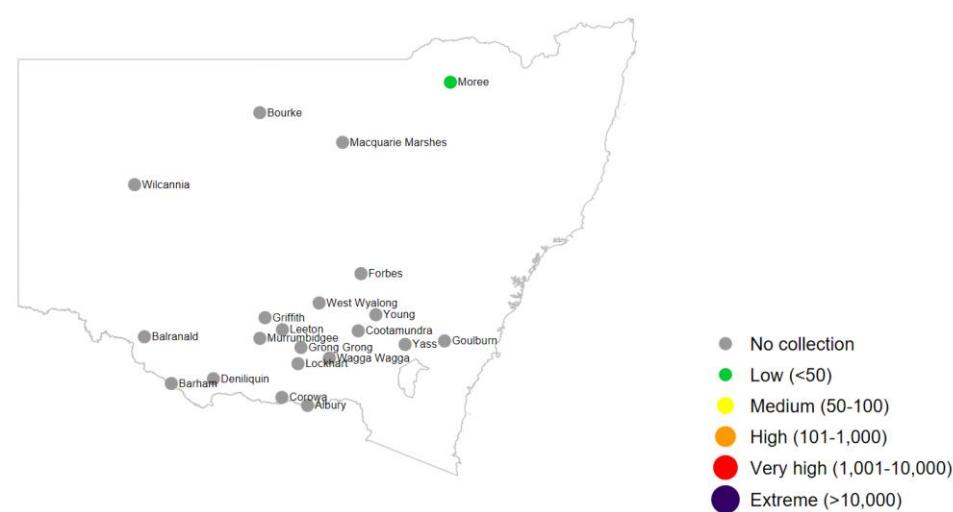 Moree
Bourke
Macquarie Marshes
Wilcannia
Forbes
West Wyalong
Griffith
Young
Leeton
Cootamundra
Balranald
Murrumbidgee
Goulburn
Yass
Grong Grong
Wagga Wagga
Lockhart
Deniliquin
Barham
Corowa
Albury
No collection
Low (<50)
Medium (50-100)
High (101-1,000)
Very high (1,001-10,000)
Extreme (>10,000)